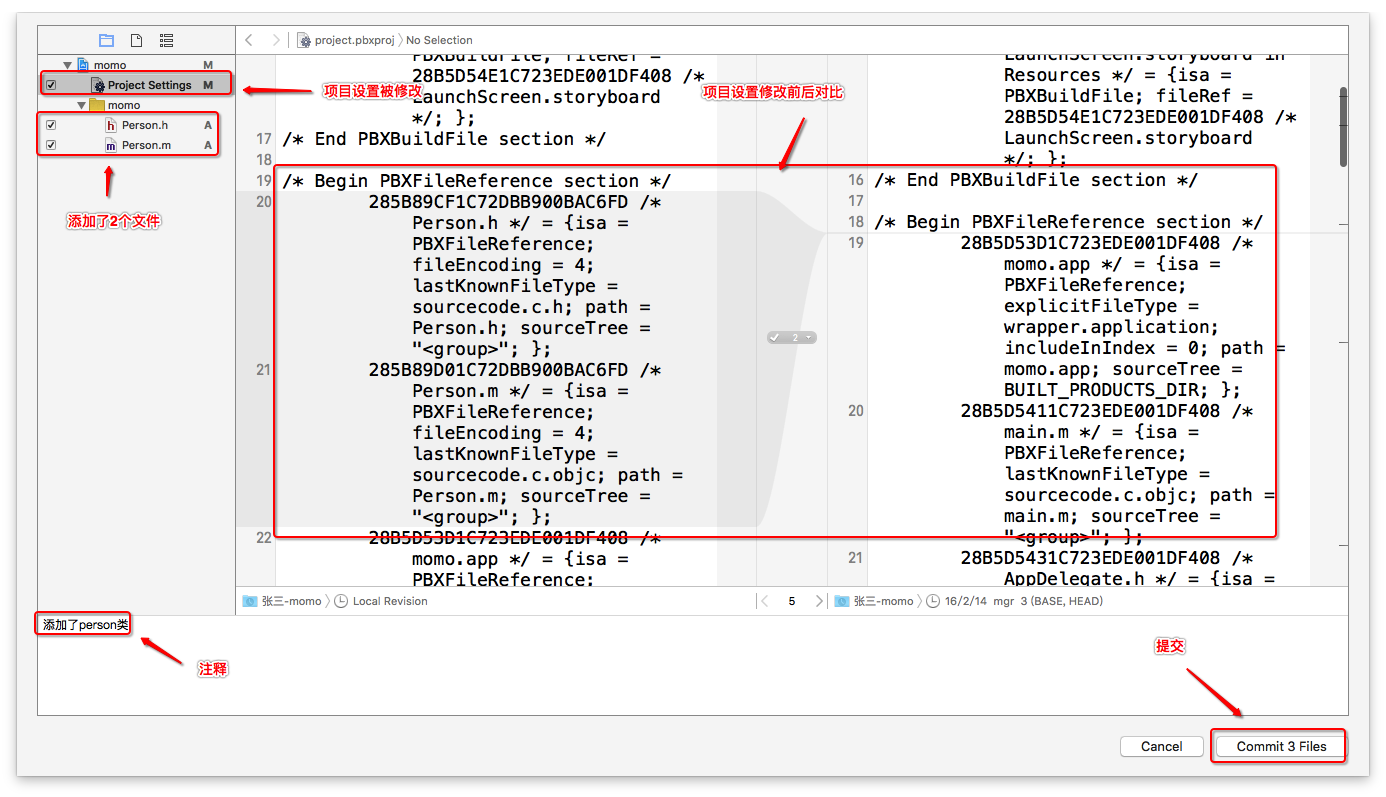 project.pbxproj No Selection
momo M
Project Settings M
momo
Person.h A
Person.m A
项目设置被修改
添加了2个文件
项目设置修改前后对比
PBXBuildFile; fileRef =
28B5D54E1C723EDE001DF408 /*
LaunchScreen.storyboard
*/; };
17 /* End PBXBuildFile section */
18
19 /* Begin PBXFileReference section */
20 285B89CF1C72DBB900BAC6FD /*
Person.h */ = {isa =
PBXFileReference;
fileEncoding = 4;
lastKnownFileType =
sourcecode.c.h; path =
Person.h; sourceTree =
"<group>"; };
21 285B89D01C72DBB900BAC6FD /*
Person.m */ = {isa =
PBXFileReference;
fileEncoding = 4;
lastKnownFileType =
sourcecode.c.objc; path =
Person.m; sourceTree =
"<group>"; };
22 28B5D53D1C723EDE001DF408 /*
momo.app */ = {isa =
PBXFileReference;
2
LaunchScreen.storyboard in
Resources */ = {isa =
PBXBuildFile; fileRef =
28B5D54E1C723EDE001DF408 /*
LaunchScreen.storyboard
*/; };
16 /* End PBXBuildFile section */
17
18 /* Begin PBXFileReference section */
19 28B5D53D1C723EDE001DF408 /*
momo.app */ = {isa =
PBXFileReference;
explicitFileType =
wrapper.application;
includeInIndex = 0; path =
momo.app; sourceTree =
BUILT_PRODUCTS_DIR; };
20 28B5D5411C723EDE001DF408 /*
main.m */ = {isa =
PBXFileReference;
lastKnownFileType =
sourcecode.c.objc; path =
main.m; sourceTree =
"<group>"; };
21 28B5D5431C723EDE001DF408 /*
AppDelegate.h */ = {isa =
张三-momo Local Revision
5
张三-momo 16/2/14 mgr 3 (BASE, HEAD)
添加了person类
注释
提交
Cancel
Commit 3 Files